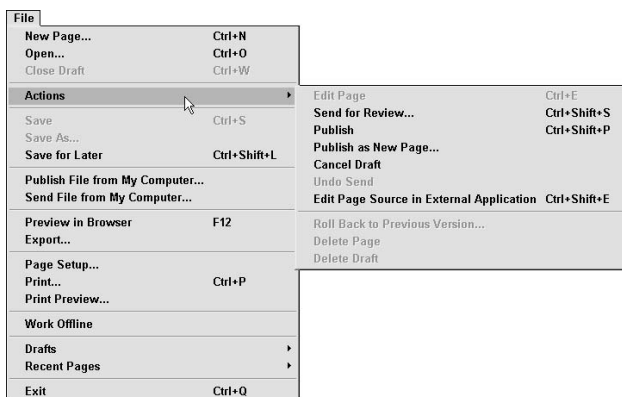 File
New Page... Ctrl+N
Open... Ctrl+O
Close Draft Ctrl+W
Actions
Save Ctrl+S
Save As...
Save for Later Ctrl+Shift+L
Publish File from My Computer...
Send File from My Computer...
Preview in Browser F12
Export...
Page Setup...
Print... Ctrl+P
Print Preview...
Work Offline
Drafts
Recent Pages
Exit Ctrl+Q
Edit Page Ctrl+E
Send for Review... Ctrl+Shift+S
Publish Ctrl+Shift+P
Publish as New Page...
Cancel Draft
Undo Send
Edit Page Source in External Application Ctrl+Shift+E
Roll Back to Previous Version...
Delete Page
Delete Draft